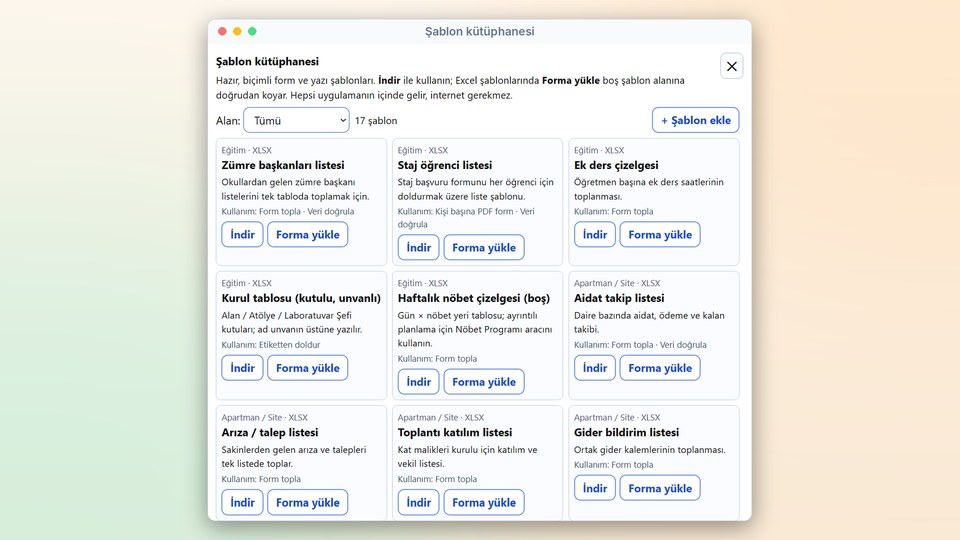 Şablon kütüphanesi
Şablon kütüphanesi
Hazır, biçimli form ve yazı şablonları. İndir ile kullanın; Excel şablonlarında Forma yükle boş şablon alanına
doğrudan koyar. Hepsi uygulamanın içinde gelir, internet gerekmez.
Alan: Tümü 17 şablon + Şablon ekle
Eğitim · XLSX
Zümre başkanları listesi
Okullardan gelen zümre başkanı
listelerini tek tabloda toplamak için.
Kullanım: Form topla · Veri doğrula
İndir Forma yükle
Eğitim · XLSX
Staj öğrenci listesi
Staj başvuru formunu her öğrenci için
doldurmak üzere liste şablonu.
Kullanım: Kişi başına PDF form · Veri
doğrula
İndir Forma yükle
Eğitim · XLSX
Ek ders çizelgesi
Öğretmen başına ek ders saatlerinin
toplanması.
Kullanım: Form topla
İndir Forma yükle
Eğitim · XLSX
Kurul tablosu (kutulu, unvanlı)
Alan / Atölye / Laboratuvar Şefi
kutuları; ad unvanın üstüne yazılır.
Kullanım: Etiketten doldur
İndir Forma yükle
Eğitim · XLSX
Haftalık nöbet çizelgesi (boş)
Gün × nöbet yeri tablosu; ayrıntılı
planlama için Nöbet Programı aracını
kullanın.
Kullanım: Form topla
İndir Forma yükle
Apartman / Site · XLSX
Aidat takip listesi
Daire bazında aidat, ödeme ve kalan
takibi.
Kullanım: Form topla · Veri doğrula
İndir Forma yükle
Apartman / Site · XLSX
Arıza / talep listesi
Sakinlerden gelen arıza ve talepleri
tek listede toplar.
Kullanım: Form topla
İndir Forma yükle
Apartman / Site · XLSX
Toplantı katılım listesi
Kat malikleri kurulu için katılım ve
vekil listesi.
Kullanım: Form topla
İndir Forma yükle
Apartman / Site · XLSX
Gider bildirim listesi
Ortak gider kalemlerinin toplanması.
Kullanım: Form topla
İndir Forma yükle